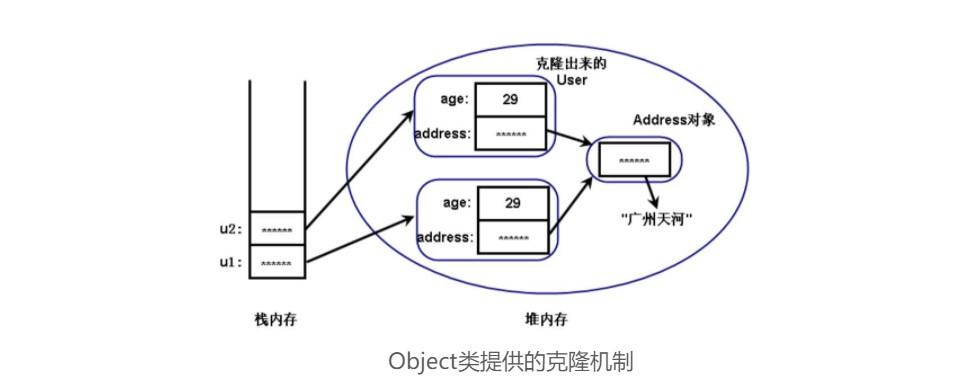 克隆出来的
User
age: 29
address: ******
Address对象
******
"广州天河"
age: 29
address: ******
u2: ******
u1: ******
栈内存
堆内存
Object类提供的克隆机制